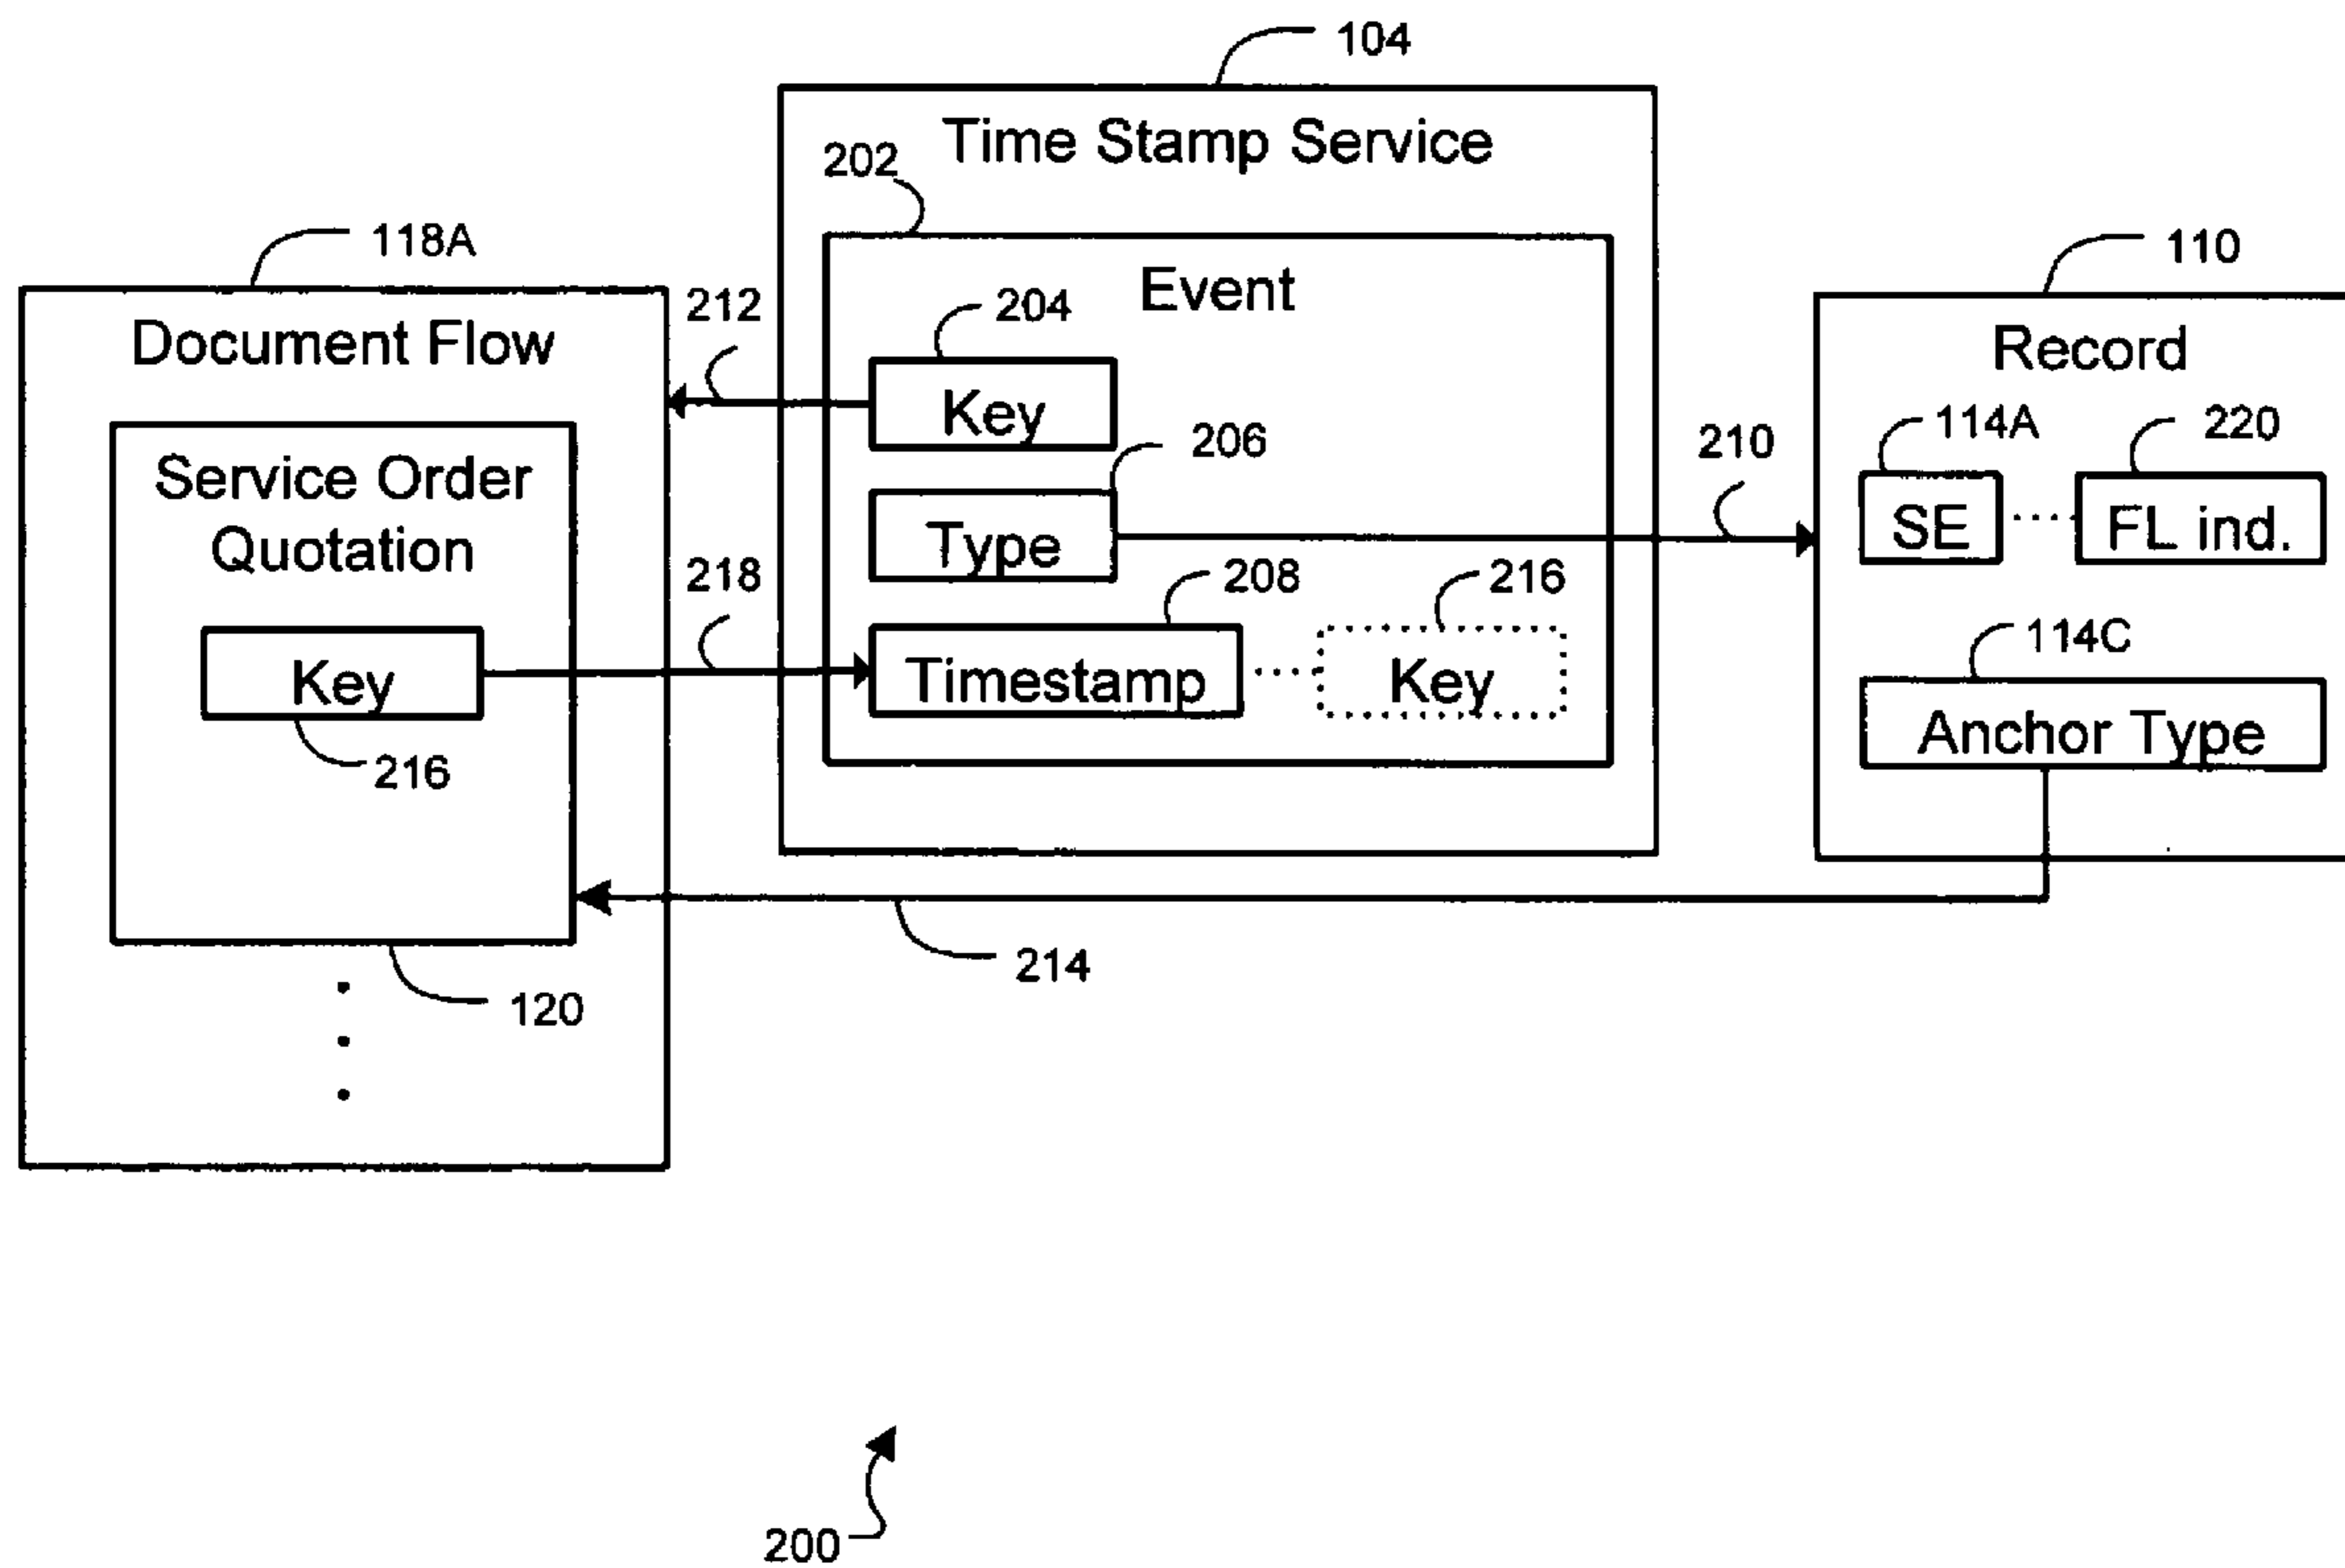 104
Time Stamp Service
202
118A
110
Event
212
204
Document Flow
Record
Key
114A
220
206
210
Service Order
Quotation
SE
FL ind.
Type
218
208
216
114C
Key
Timestamp
Key
Anchor Type
216
214
120
200